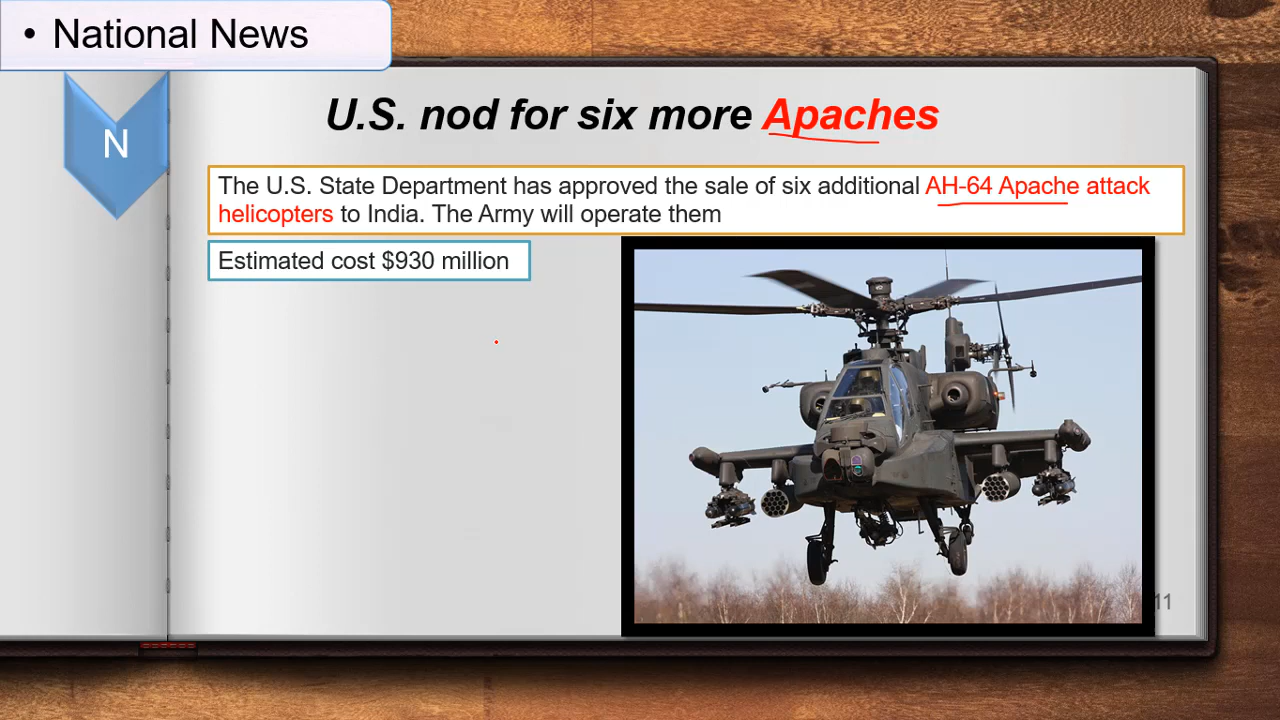 • National News
N
U.S. nod for six more Apaches
The U.S. State Department has approved the sale of six additional AH-64 Apache attack
helicopters to India. The Army will operate them
Estimated cost $930 million
11